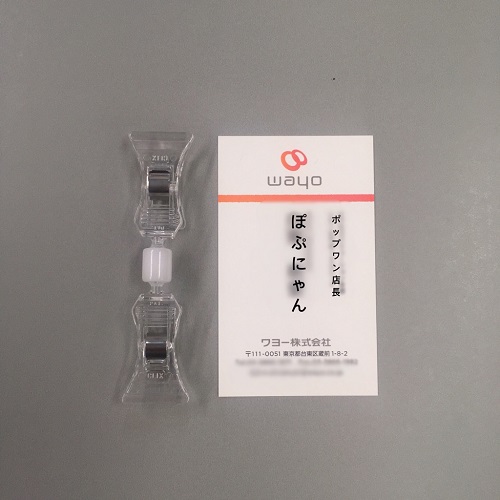 wayo
ポップワン店長
ぽぷにゃん
ワヨー株式会社
〒111-0051 東京都台東区蔵前1-8-2